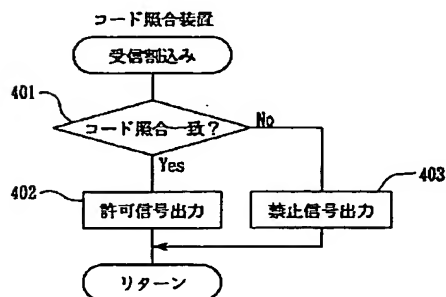 コード照合装置
受信割込み
401
コード照合一致?
No
Yes
402
許可信号出力
禁止信号出力
403
リターン